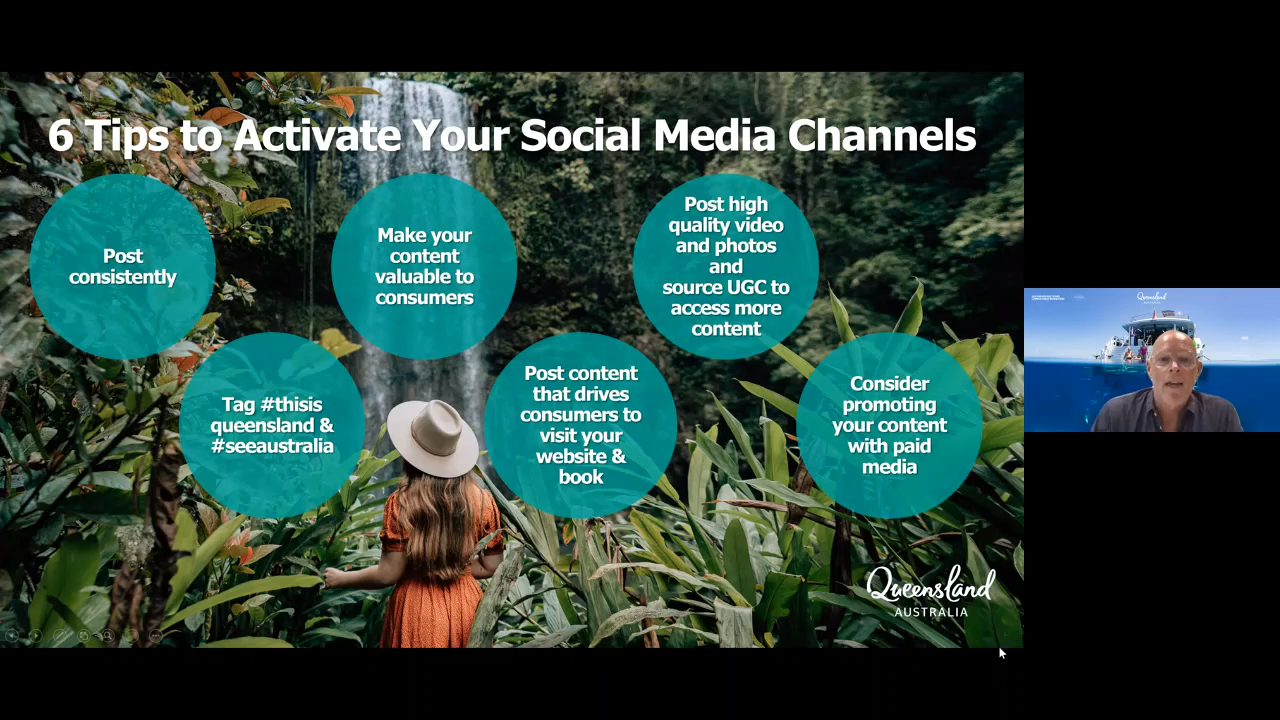 6 Tips to Activate Your Social Media Channels
Post
consistently
Tag #thisis
queensland &
#seeaustralia
Make your
content
valuable to
consumers
Post content
that drives
consumers to
visit your
website &
book
Post high
quality video
and photos
and
source UGC to
access more
content
Consider
promoting
your content
with paid
media
Queensland
AUSTRALIA
Queensland